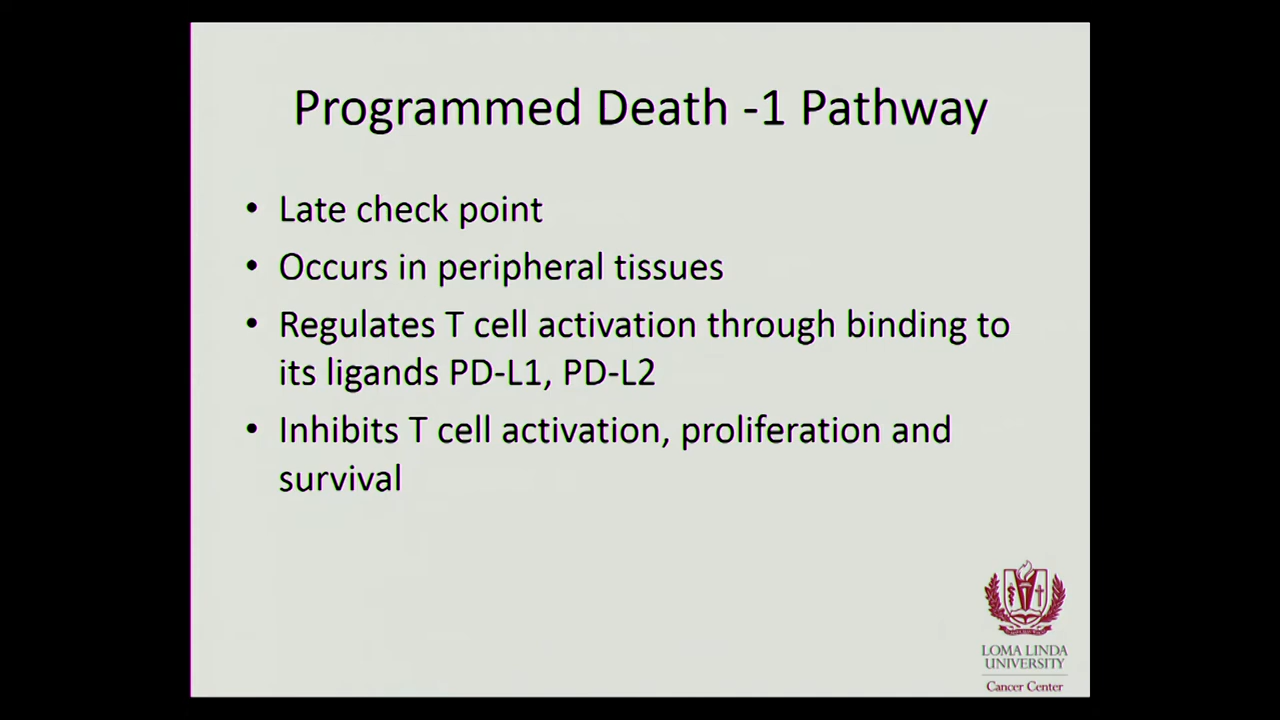 Programmed Death -1 Pathway
• Late check point
• Occurs in peripheral tissues
• Regulates T cell activation through binding to
its ligands PD-L1, PD-L2
• Inhibits T cell activation, proliferation and
survival
LOMA LINDA
UNIVERSITY
Cancer Center